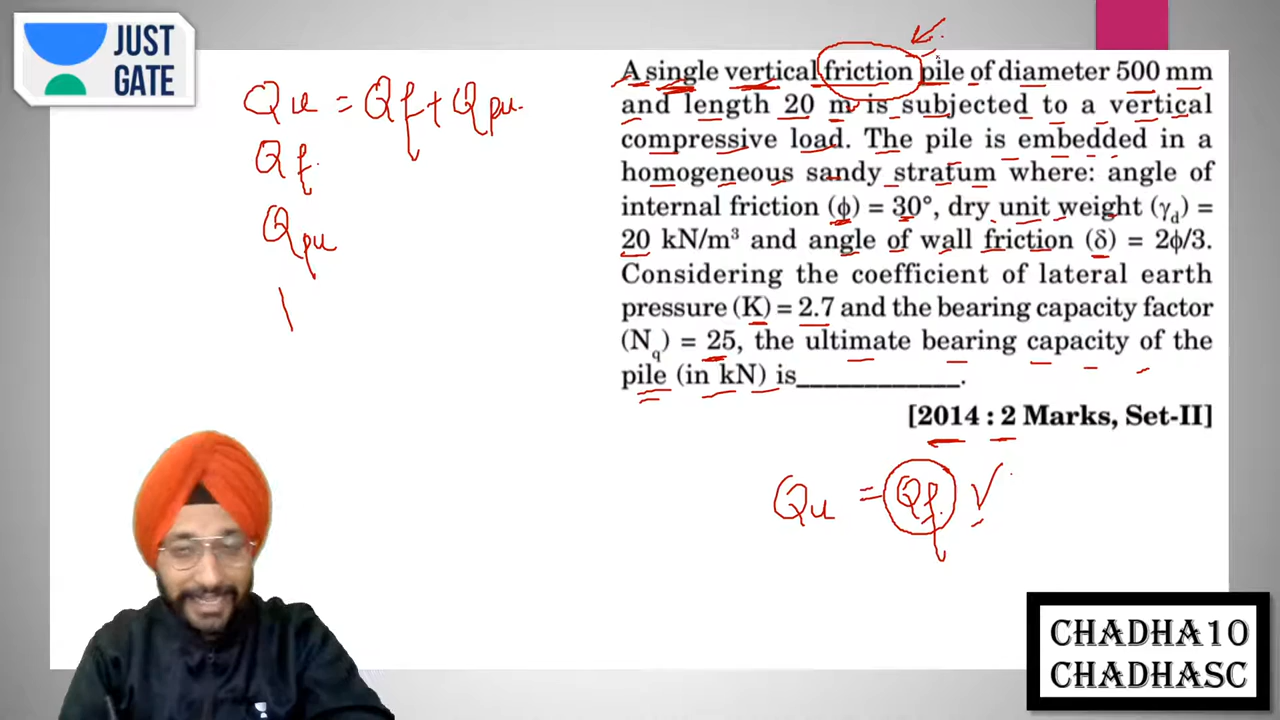 JUST
GATE
Qu = Qf + Qpu
Qf
Qpu
A single vertical friction pile of diameter 500 mm
and length 20 m is subjected to a vertical
compressive load. The pile is embedded in a
homogeneous sandy stratum where: angle of
internal friction (ϕ) = 30°, dry unit weight (γd) =
20 kN/m³ and angle of wall friction (δ) = 2ϕ/3.
Considering the coefficient of lateral earth
pressure (K) = 2.7 and the bearing capacity factor
(Nq) = 25, the ultimate bearing capacity of the
pile (in kN) is____________.
[2014 : 2 Marks, Set-II]
Qu = Qf ✓
CHADHA10
CHADHASC